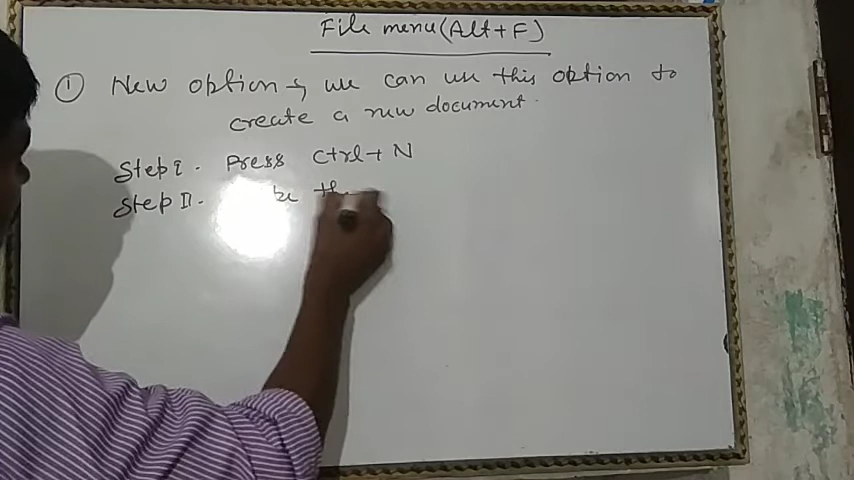 File menu (Alt+F)
① New option → we can use this option to
create a new document.
Step I. Press Ctrl+N
Step II.